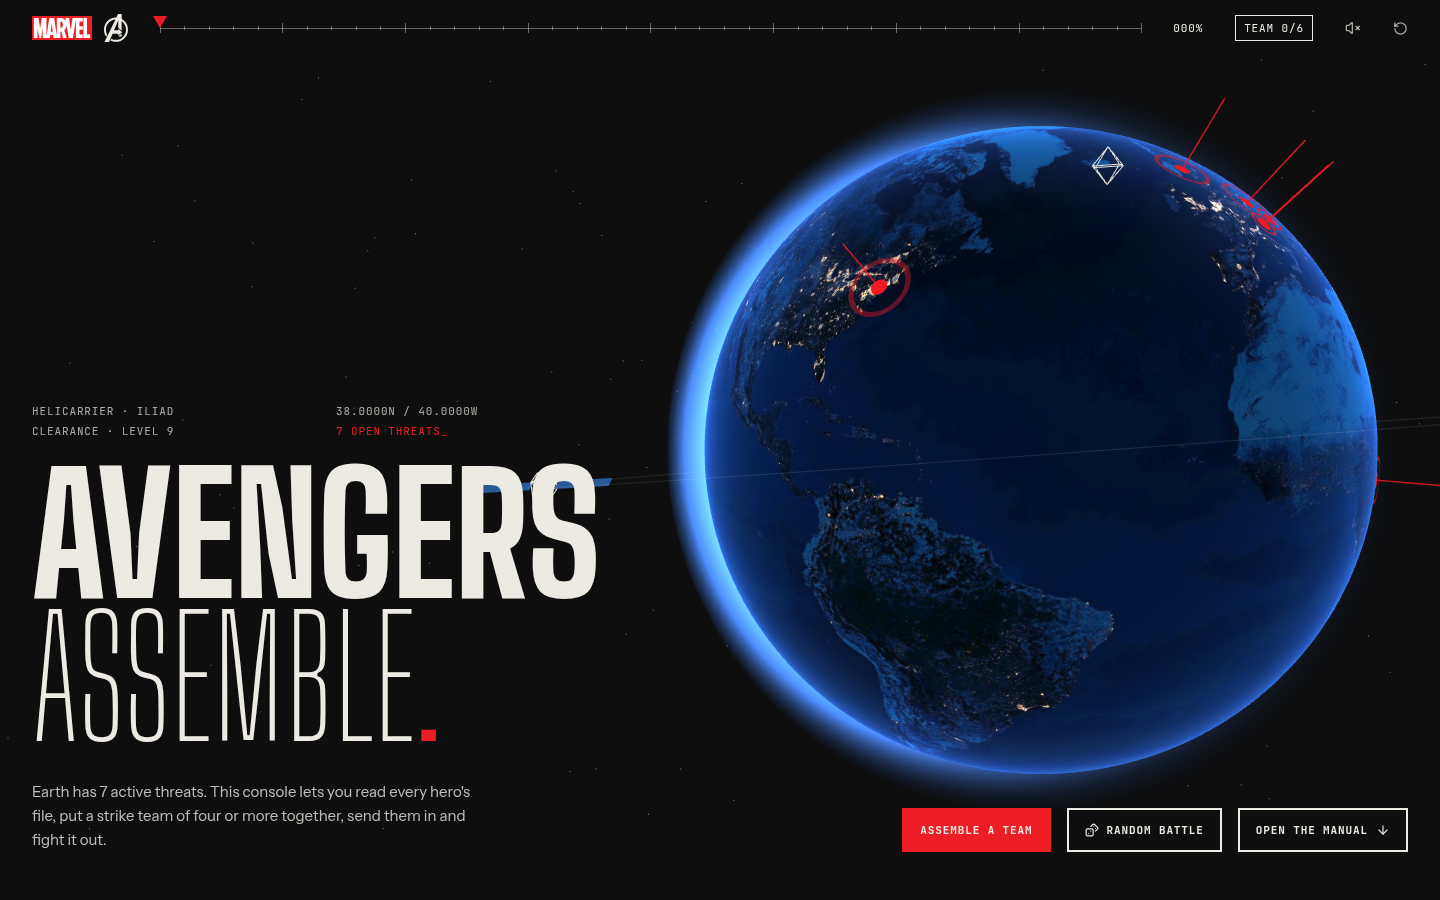 MARVEL
000%
TEAM 0/6
HELICARRIER · ILIAD
38.0000N / 40.0000W
CLEARANCE · LEVEL 9
7 OPEN THREATS_
AVENGERS
ASSEMBLE.
Earth has 7 active threats. This console lets you read every hero's
file, put a strike team of four or more together, send them in and
fight it out.
ASSEMBLE A TEAM
RANDOM BATTLE
OPEN THE MANUAL